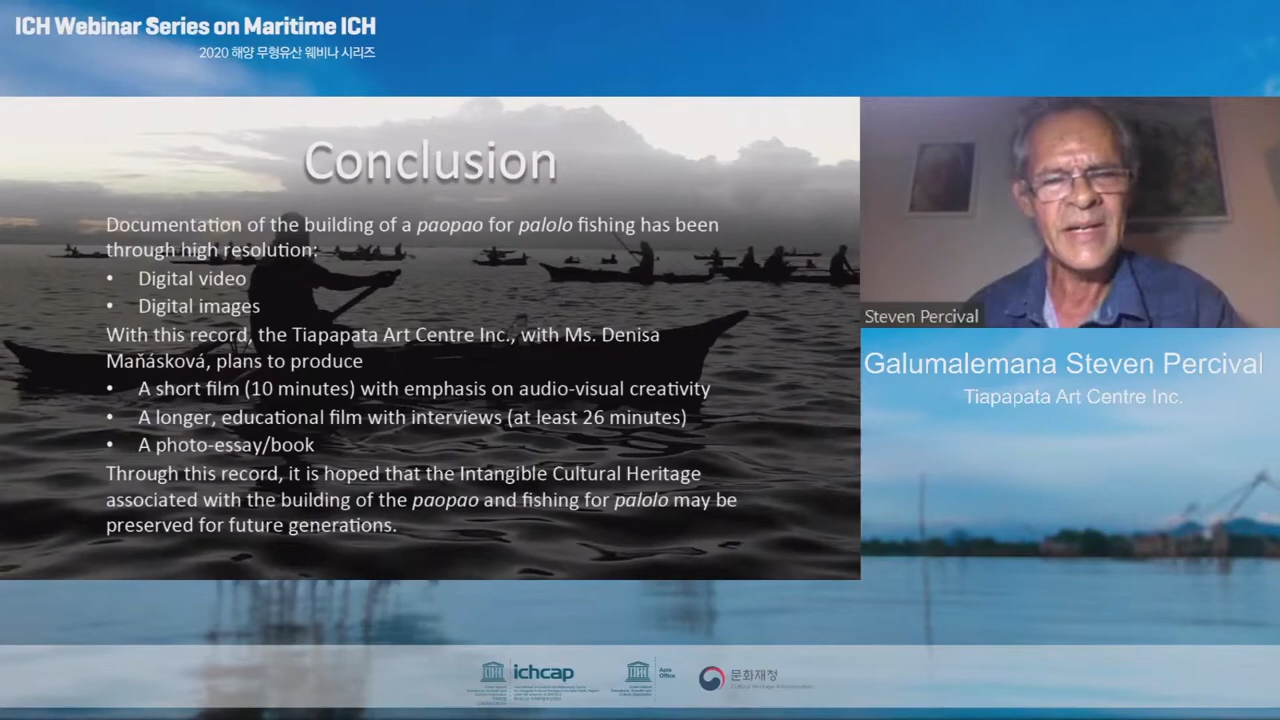 ICH Webinar Series on Maritime ICH
2020 해양 무형유산 웨비나 시리즈
Conclusion
Documentation of the building of a paopao for palolo fishing has been
through high resolution:
• Digital video
• Digital images
With this record, the Tiapapata Art Centre Inc., with Ms. Denisa
Maňásková, plans to produce
• A short film (10 minutes) with emphasis on audio-visual creativity
• A longer, educational film with interviews (at least 26 minutes)
• A photo-essay/book
Through this record, it is hoped that the Intangible Cultural Heritage
associated with the building of the paopao and fishing for palolo may be
preserved for future generations.
Steven Percival
Galumalemana Steven Percival
Tiapapata Art Centre Inc.
ichcap
Apia
Office
문화재청
Cultural Heritage Administration